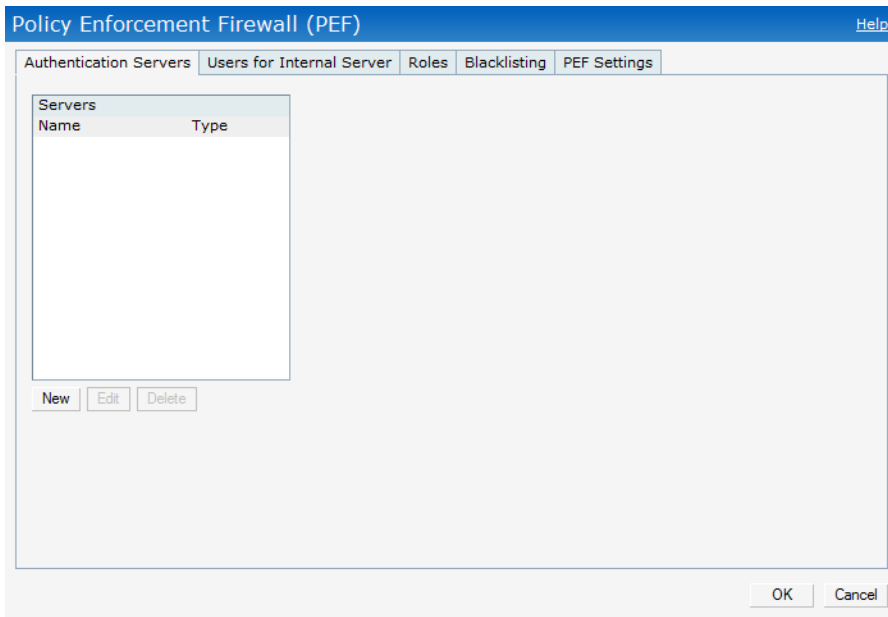 Policy Enforcement Firewall (PEF) Help
Authentication Servers Users for Internal Server Roles Blacklisting PEF Settings
Servers
Name Type
New Edit Delete
OK Cancel